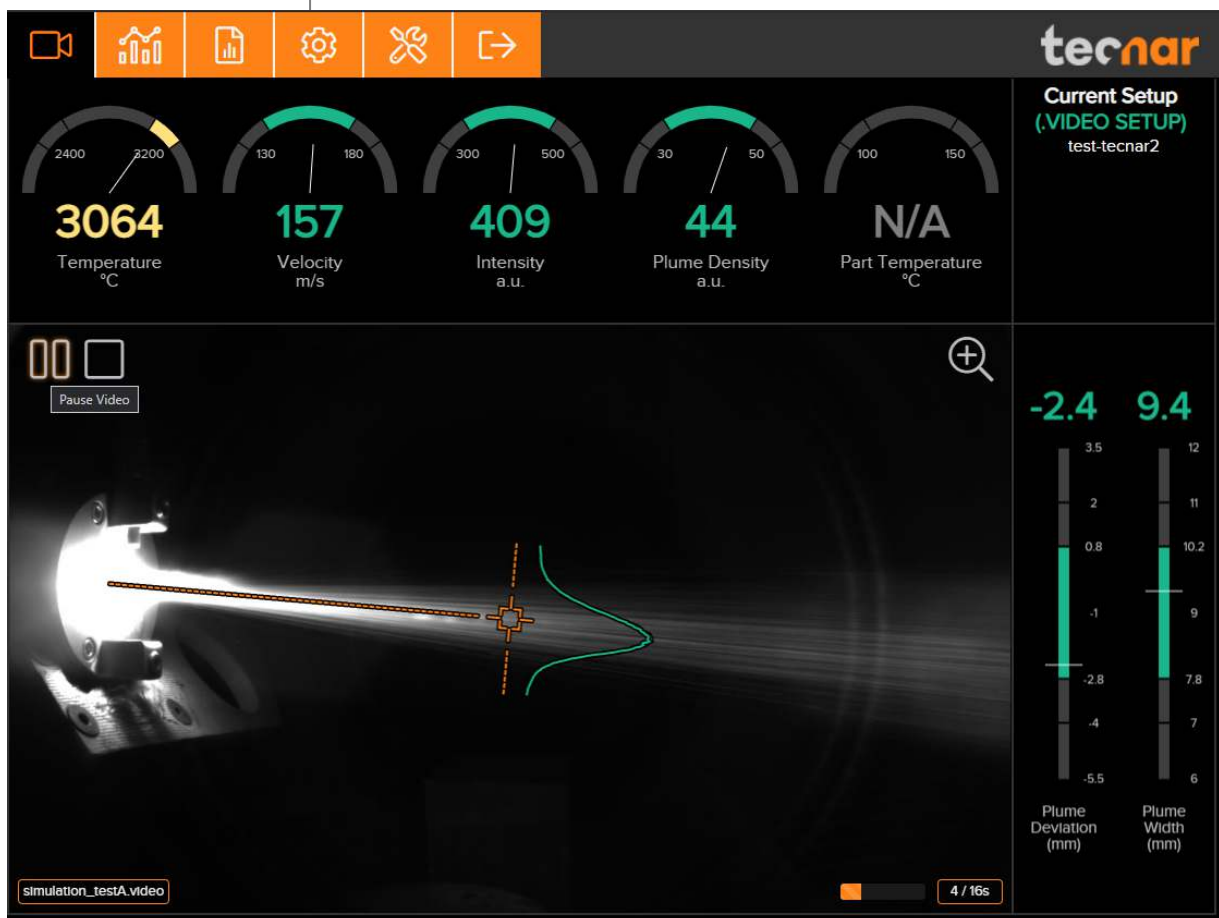 tecnar
Current Setup
(.VIDEO SETUP)
test-tecnar2
2400 3200
3064
Temperature
°C
130 180
157
Velocity
m/s
300 500
409
Intensity
a.u.
30 50
44
Plume Density
a.u.
100 150
N/A
Part Temperature
°C
Pause Video
simulation_testA.video
4 / 16s
-2.4
3.5
2
0.8
-1
-2.8
-4
-5.5
Plume
Deviation
(mm)
9.4
12
11
10.2
9
7.8
7
6
Plume
Width
(mm)